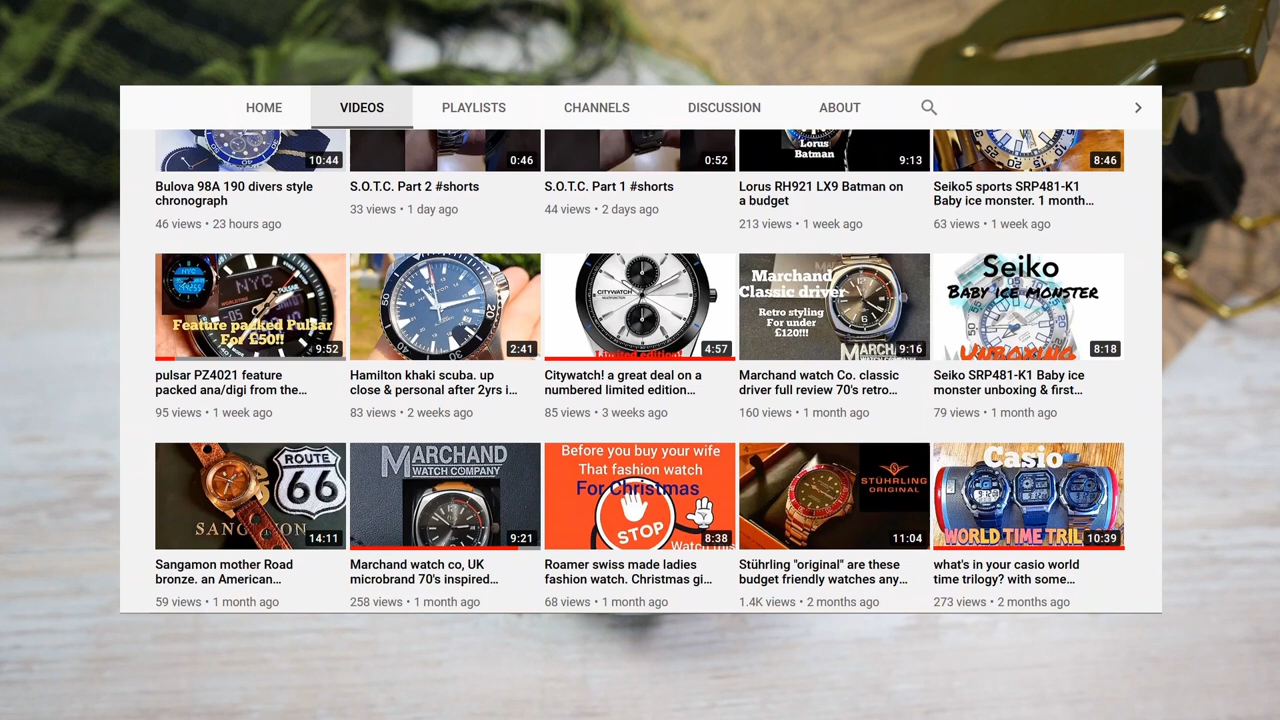 HOME VIDEOS PLAYLISTS CHANNELS DISCUSSION ABOUT
10:44
0:46
0:52
Lorus
Batman
9:13
8:46
Bulova 98A 190 divers style
chronograph
46 views • 23 hours ago
S.O.T.C. Part 2 #shorts
33 views • 1 day ago
S.O.T.C. Part 1 #shorts
44 views • 2 days ago
Lorus RH921 LX9 Batman on
a budget
213 views • 1 week ago
Seiko5 sports SRP481-K1
Baby ice monster. 1 month...
63 views • 1 week ago
NYC
NYC
PULSAR
Feature packed Pulsar
For £50!!
9:52
2:41
CITYWATCH
Limited edition!
4:57
Marchand
Classic driver
Retro styling
For under
£120!!!
MARCH
9:16
Seiko
BABY ICE MONSTER
UNBOXING
8:18
pulsar PZ4021 feature
packed ana/digi from the...
95 views • 1 week ago
Hamilton khaki scuba. up
close & personal after 2yrs i...
83 views • 2 weeks ago
Citywatch! a great deal on a
numbered limited edition...
85 views • 3 weeks ago
Marchand watch Co. classic
driver full review 70's retro...
160 views • 1 month ago
Seiko SRP481-K1 Baby ice
monster unboxing & first...
79 views • 1 month ago
ROUTE
66
14:11
MARCHAND
WATCH COMPANY
9:21
Before you buy your wife
That fashion watch
For Christmas
STOP
Watch this
8:38
STÜHRLING
ORIGINAL
11:04
Casio
WORLD TIME TRIL
10:39
Sangamon mother Road
bronze. an American...
59 views • 1 month ago
Marchand watch co, UK
microbrand 70's inspired...
258 views • 1 month ago
Roamer swiss made ladies
fashion watch. Christmas gi...
68 views • 1 month ago
Stührling "original" are these
budget friendly watches any...
1.4K views • 2 months ago
what's in your casio world
time trilogy? with some...
273 views • 2 months ago